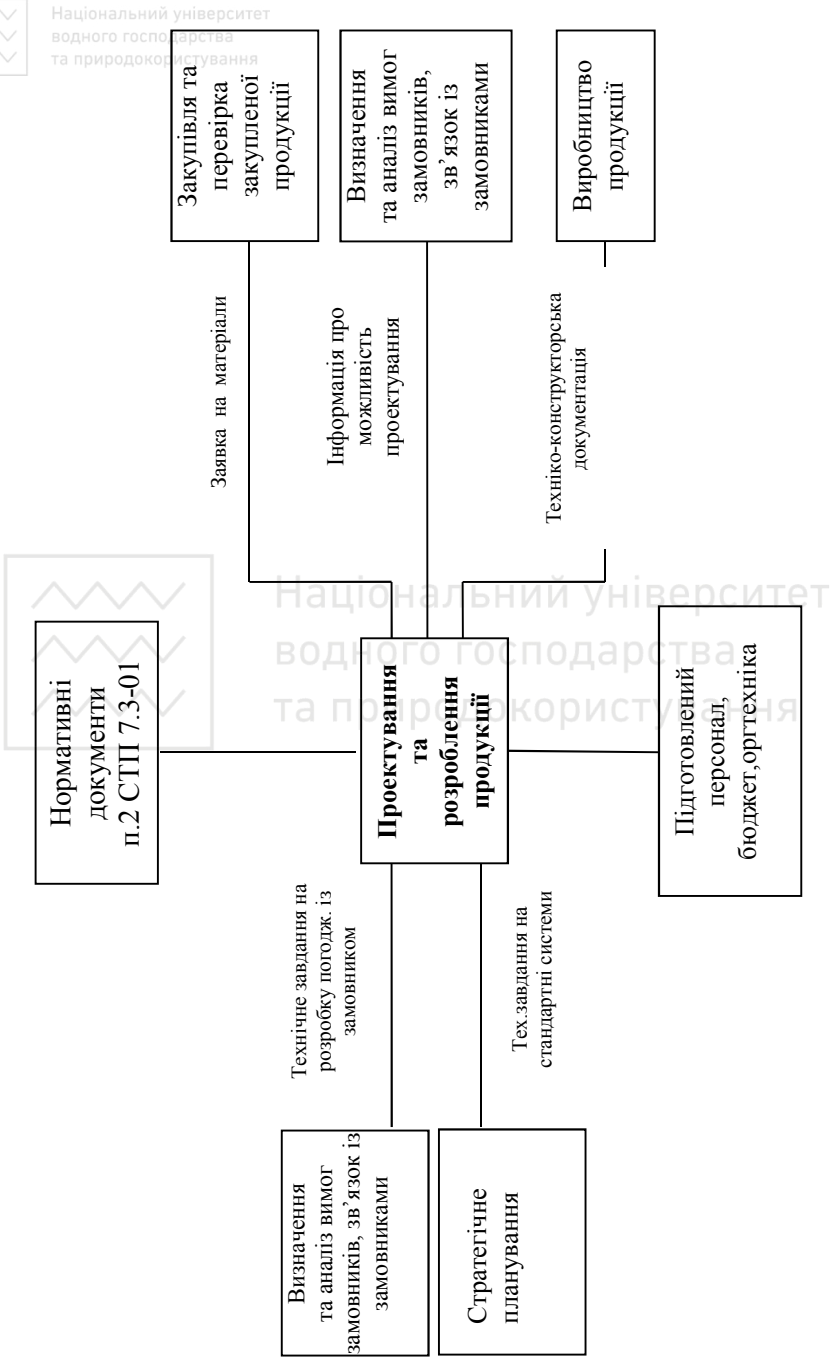 Національний університет
водного господарства
та природокористування
Нормативні
документи
п.2 СТП 7.3-01
Визначення
та аналіз вимог
замовників, зв’язок із
замовниками
Технічне завдання на
розробку погодж. із
замовником
Стратегічне
планування
Тех.завдання на
стандартні системи
Проектування
та
розроблення
продукції
Заявка на матеріали
Закупівля та
перевірка
закупленої
продукції
Інформація про
можливість
проектування
Визначення
та аналіз вимог
замовників,
зв’язок із
замовниками
Техніко-конструкторська
документація
Виробництво
продукції
Підготовлений
персонал,
бюджет,оргтехніка
Національний університет
водного господарства
та природокористування